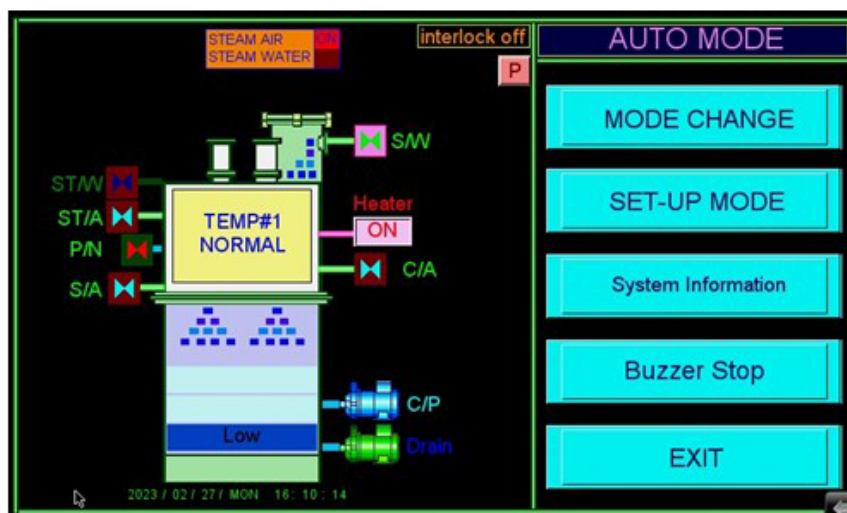 STEAM AIR ON
STEAM WATER
interlock off
AUTO MODE
P
MODE CHANGE
S/W
ST/W
ST/A
P/N
S/A
TEMP#1
NORMAL
Heater
ON
C/A
SET-UP MODE
System Information
Buzzer Stop
C/P
Low
Drain
EXIT
2023 / 02 / 27 / MON 16 : 10 : 14